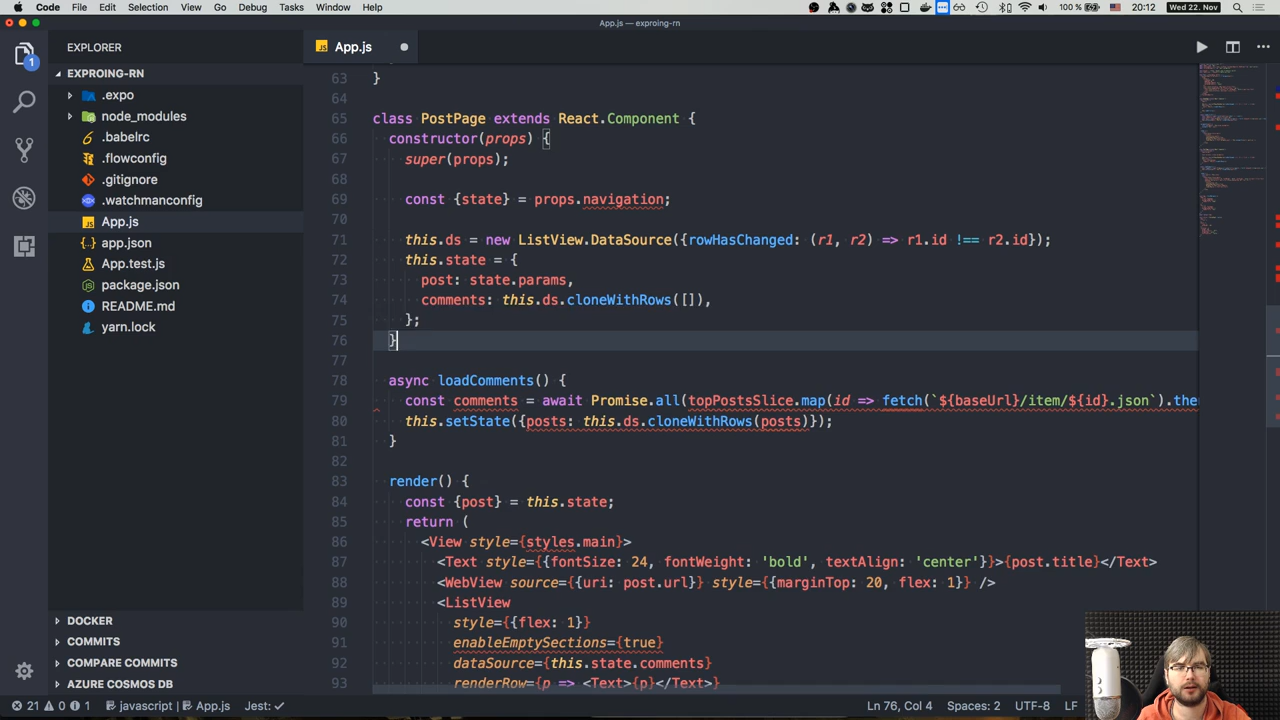 Code File Edit Selection View Go Debug Tasks Window Help 100 % 20:12 Wed 22. Nov
App.js — exproing-rn
EXPLORER
App.js
EXPROING-RN
.expo
node_modules
.babelrc
.flowconfig
.gitignore
.watchmanconfig
App.js
app.json
App.test.js
package.json
README.md
yarn.lock
DOCKER
COMMITS
COMPARE COMMITS
AZURE COSMOS DB
1
63 }
64
65 class PostPage extends React.Component {
66 constructor(props) {
67 super(props);
68
69 const {state} = props.navigation;
70
71 this.ds = new ListView.DataSource({rowHasChanged: (r1, r2) => r1.id !== r2.id});
72 this.state = {
73 post: state.params,
74 comments: this.ds.cloneWithRows([]),
75 };
76 }
77
78 async loadComments() {
79 const comments = await Promise.all(topPostsSlice.map(id => fetch(`${baseUrl}/item/${id}.json`).the
80 this.setState({posts: this.ds.cloneWithRows(posts)});
81 }
82
83 render() {
84 const {post} = this.state;
85 return (
86 <View style={styles.main}>
87 <Text style={{fontSize: 24, fontWeight: 'bold', textAlign: 'center'}}>{post.title}</Text>
88 <WebView source={{uri: post.url}} style={{marginTop: 20, flex: 1}} />
89 <ListView
90 style={{flex: 1}}
91 enableEmptySections={true}
92 dataSource={this.state.comments}
93 renderRow={p => <Text>{p}</Text>}
21 0 1 javascript App.js Jest: ✓ Ln 76, Col 4 Spaces: 2 UTF-8 LF